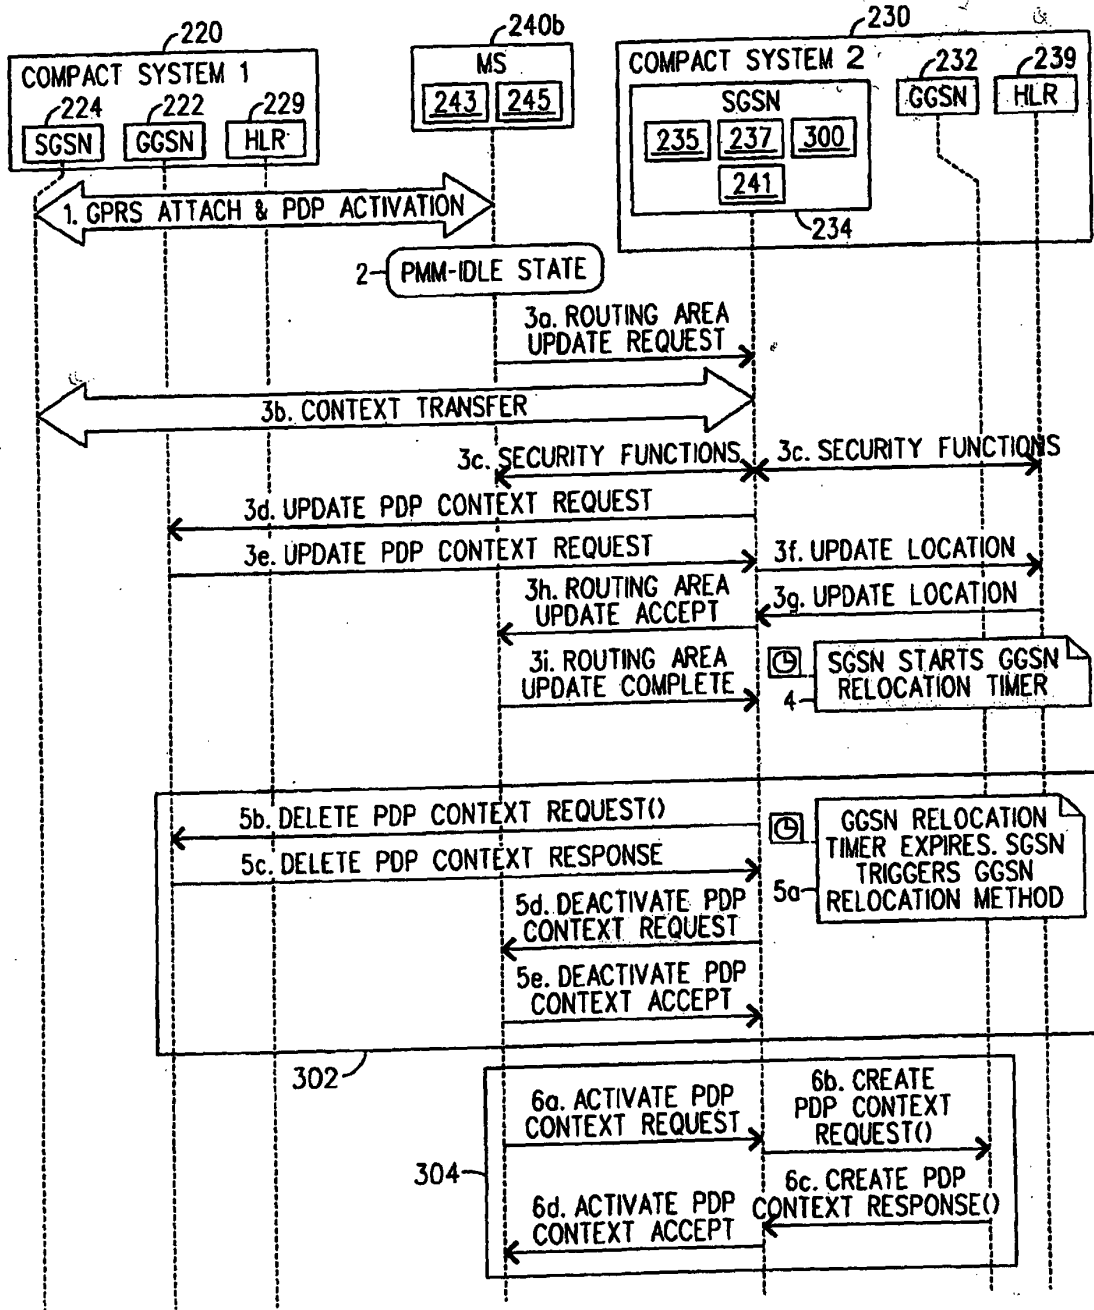 220
240b
230
COMPACT SYSTEM 1
224
222
229
SGSN
GGSN
HLR
MS
243
245
COMPACT SYSTEM 2
232
239
SGSN
GGSN
HLR
235
237
300
241
234
1. GPRS ATTACH & PDP ACTIVATION
2
PMM-IDLE STATE
3a. ROUTING AREA
UPDATE REQUEST
3b. CONTEXT TRANSFER
3c. SECURITY FUNCTIONS
3c. SECURITY FUNCTIONS
3d. UPDATE PDP CONTEXT REQUEST
3e. UPDATE PDP CONTEXT REQUEST
3f. UPDATE LOCATION
3h. ROUTING AREA
UPDATE ACCEPT
3g. UPDATE LOCATION
3i. ROUTING AREA
UPDATE COMPLETE
4
SGSN STARTS GGSN
RELOCATION TIMER
5b. DELETE PDP CONTEXT REQUEST()
5c. DELETE PDP CONTEXT RESPONSE
5a
GGSN RELOCATION
TIMER EXPIRES. SGSN
TRIGGERS GGSN
RELOCATION METHOD
5d. DEACTIVATE PDP
CONTEXT REQUEST
5e. DEACTIVATE PDP
CONTEXT ACCEPT
302
6a. ACTIVATE PDP
CONTEXT REQUEST
6b. CREATE
PDP CONTEXT
REQUEST()
304
6c. CREATE PDP
CONTEXT RESPONSE()
6d. ACTIVATE PDP
CONTEXT ACCEPT